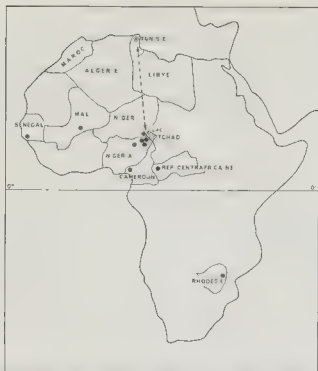 TUNISIE
MAROC
ALGERIE
LIBYE
SENEGAL
MALI
NIGER
TCHAD
NIGERIA
REP. CENTRAFRICAINE
CAMEROUN
0°
0
RHODESIE